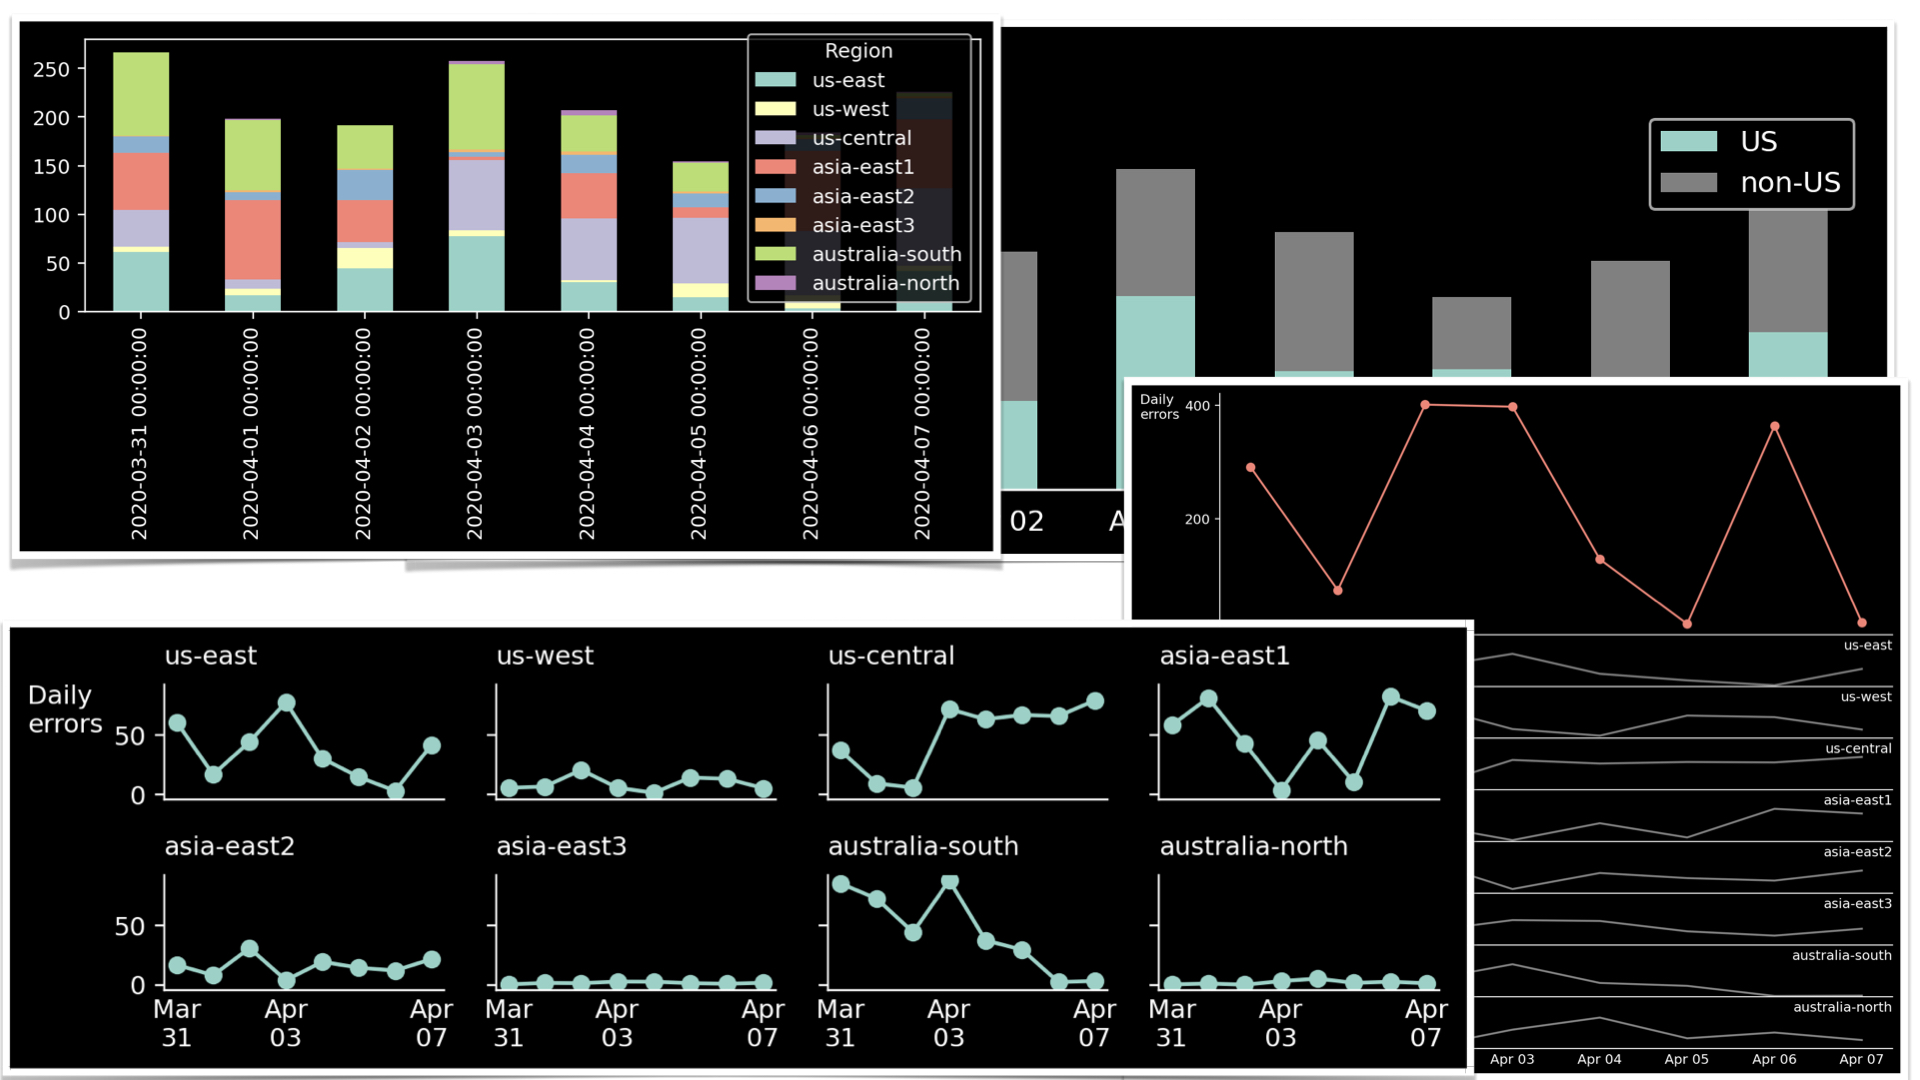 Region
us-east
us-west
us-central
asia-east1
asia-east2
asia-east3
australia-south
australia-north
250
200
150
100
50
0
2020-03-31 00:00:00
2020-04-01 00:00:00
2020-04-02 00:00:00
2020-04-03 00:00:00
2020-04-04 00:00:00
2020-04-05 00:00:00
2020-04-06 00:00:00
2020-04-07 00:00:00
US
non-US
02
A
Daily
errors
400
200
us-east
us-west
us-central
asia-east1
asia-east2
asia-east3
australia-south
australia-north
Apr 03 Apr 04 Apr 05 Apr 06 Apr 07
us-east us-west us-central asia-east1
Daily
errors
50
0
asia-east2 asia-east3 australia-south australia-north
50
0
Mar Apr Apr Mar Apr Apr Mar Apr Apr Mar Apr Apr
31 03 07 31 03 07 31 03 07 31 03 07